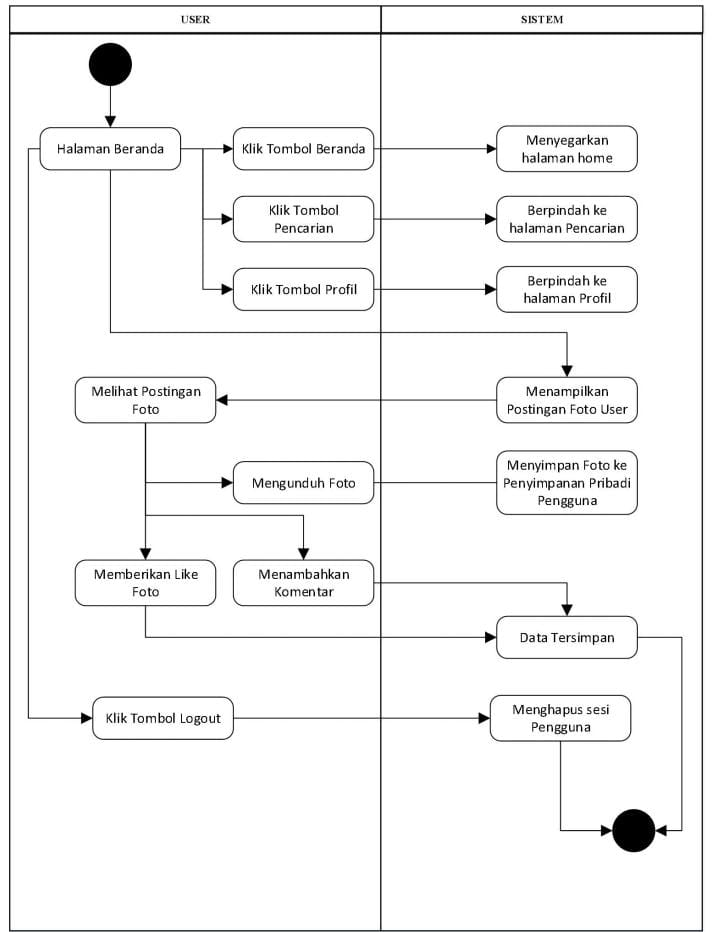 USER
SISTEM
Halaman Beranda
Klik Tombol Beranda
Menyegarkan
halaman home
Klik Tombol
Pencarian
Berpindah ke
halaman Pencarian
Klik Tombol Profil
Berpindah ke
halaman Profil
Melihat Postingan
Foto
Menampilkan
Postingan Foto User
Mengunduh Foto
Menyimpan Foto ke
Penyimpanan Pribadi
Pengguna
Memberikan Like
Foto
Menambahkan
Komentar
Data Tersimpan
Klik Tombol Logout
Menghapus sesi
Pengguna